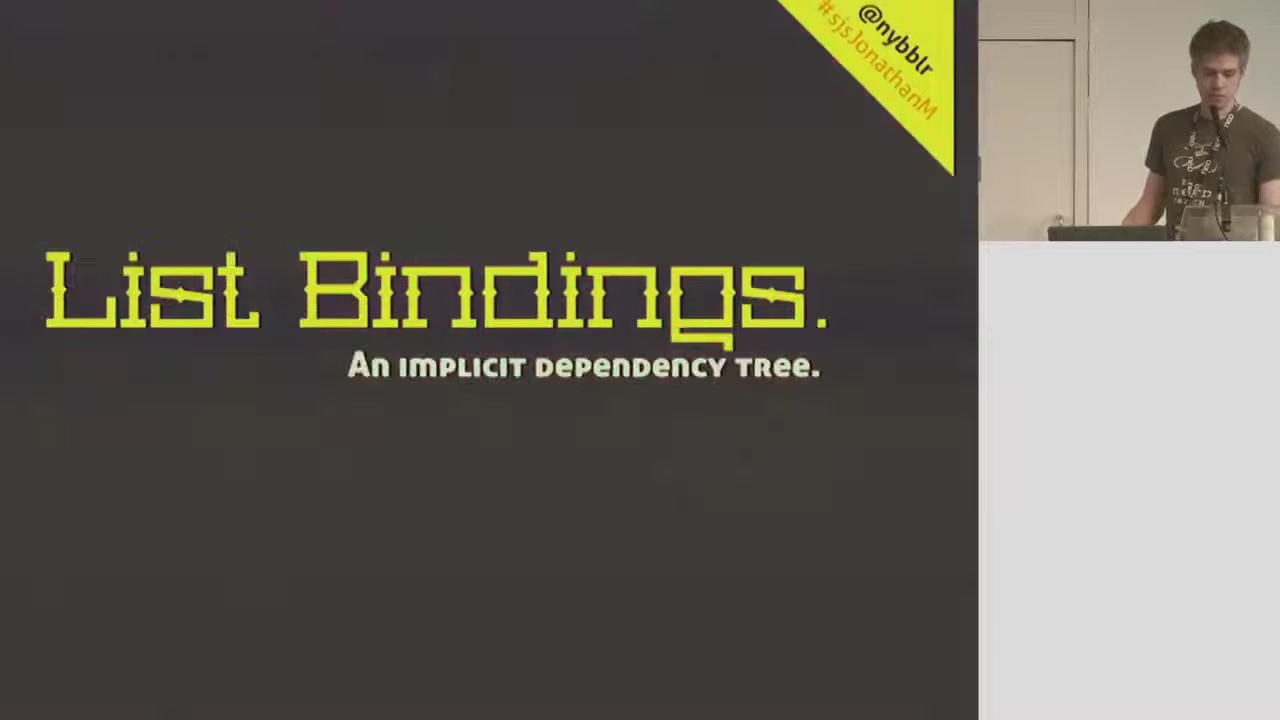 @nybblr
#sjsJonathanM
List Bindings.
An implicit dependency tree.